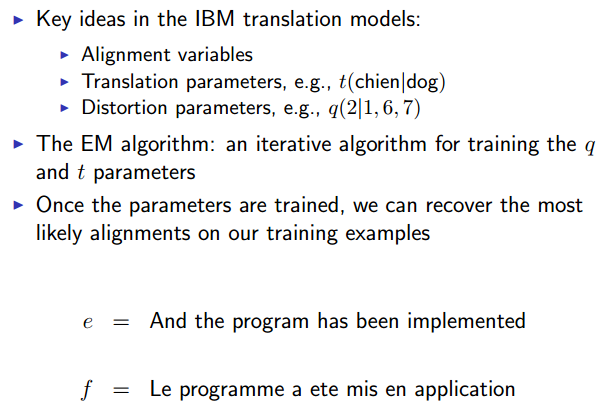 ▶ Key ideas in the IBM translation models:
▶ Alignment variables
▶ Translation parameters, e.g., t(chien|dog)
▶ Distortion parameters, e.g., q(2|1, 6, 7)
▶ The EM algorithm: an iterative algorithm for training the q
and t parameters
▶ Once the parameters are trained, we can recover the most
likely alignments on our training examples
e = And the program has been implemented
f = Le programme a ete mis en application